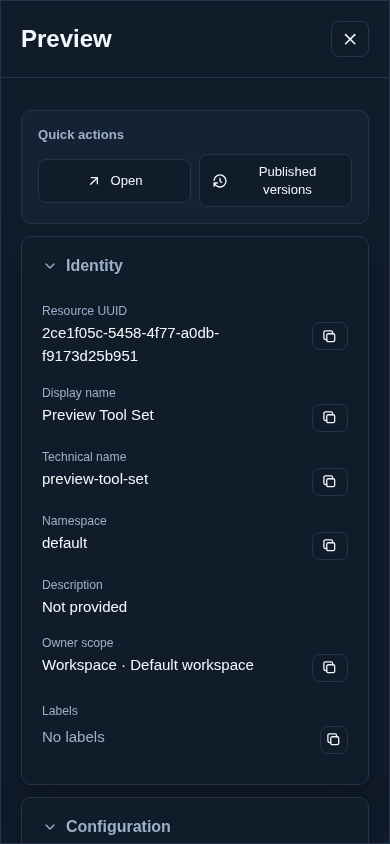 Preview
Quick actions
Open
Published
versions
Identity
Resource UUID
2ce1f05c-5458-4f77-a0db-
f9173d25b951
Display name
Preview Tool Set
Technical name
preview-tool-set
Namespace
default
Description
Not provided
Owner scope
Workspace · Default workspace
Labels
No labels
Configuration